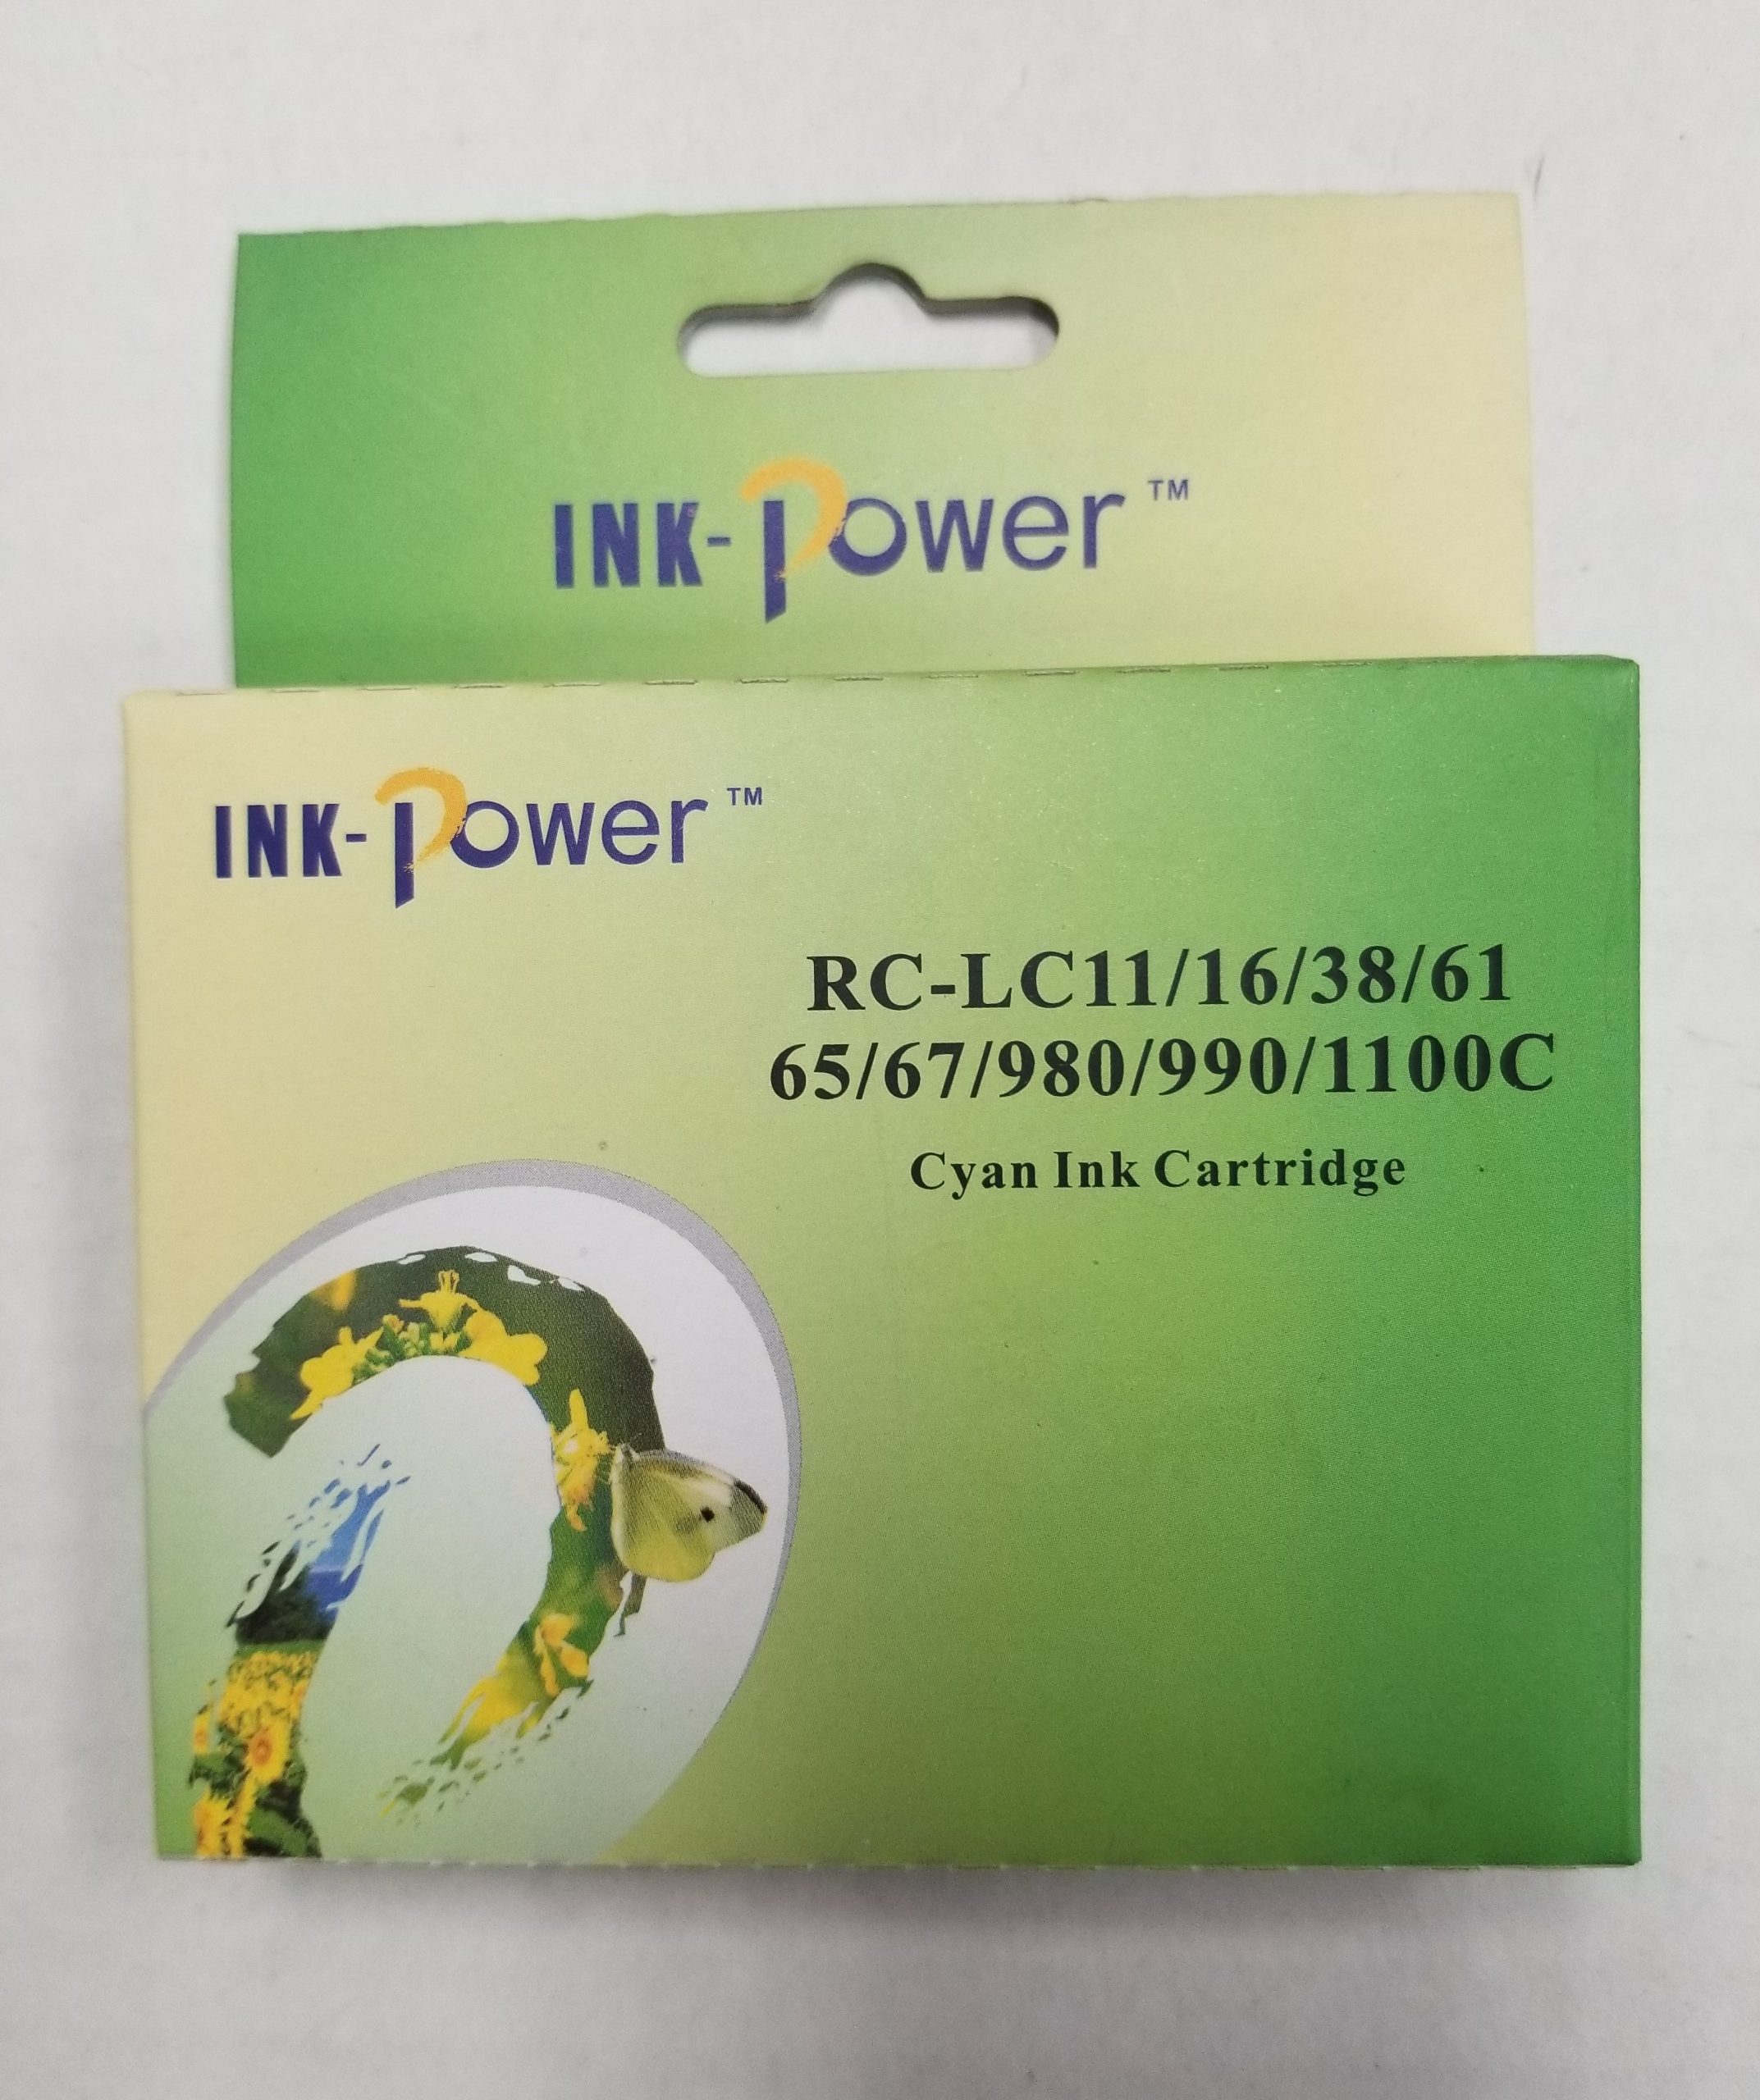 INK-Power™
INK-Power™
RC-LC11/16/38/61
65/67/980/990/1100C
Cyan Ink Cartridge